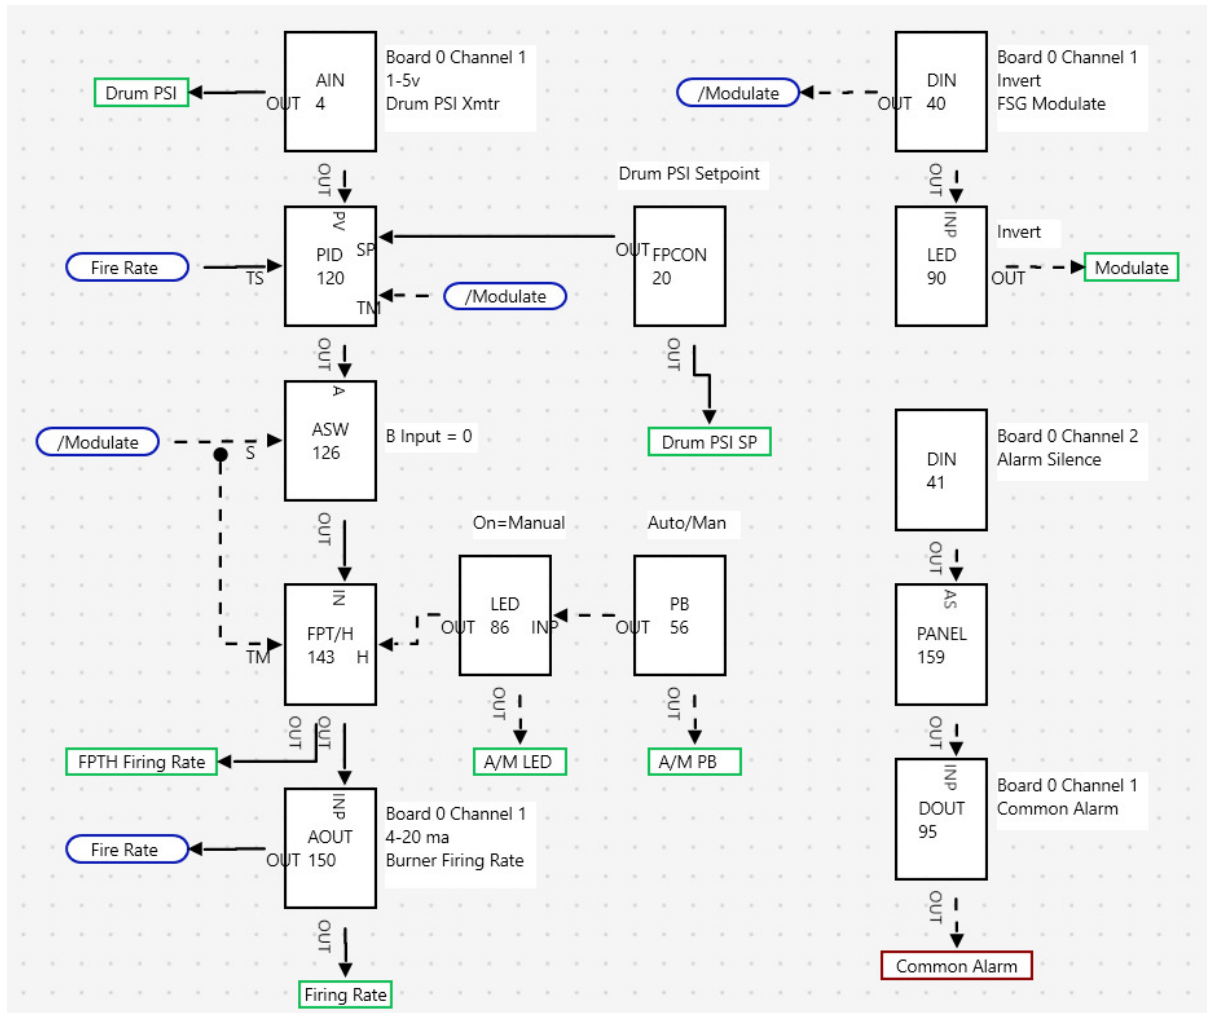 Board 0 Channel 1
1-5v
Drum PSI Xmtr
AIN
4
OUT
Drum PSI
OUT
Board 0 Channel 1
Invert
FSG Modulate
DIN
40
OUT
/Modulate
OUT
Drum PSI Setpoint
PV
PID
120
SP
TS
TM
Fire Rate
/Modulate
OUT
OUT
FPCON
20
OUT
Drum PSI SP
INP
LED
90
Invert
OUT
Modulate
A
ASW
126
B Input = 0
/Modulate
S
OUT
DIN
41
Board 0 Channel 2
Alarm Silence
OUT
On=Manual
Auto/Man
IN
FPT/H
143
H
TM
OUT
OUT
LED
86
INP
OUT
OUT
PB
56
OUT
OUT
AS
PANEL
159
OUT
FPTH Firing Rate
A/M LED
A/M PB
INP
AOUT
150
OUT
Board 0 Channel 1
4-20 ma
Burner Firing Rate
Fire Rate
OUT
Firing Rate
INP
DOUT
95
Board 0 Channel 1
Common Alarm
OUT
Common Alarm